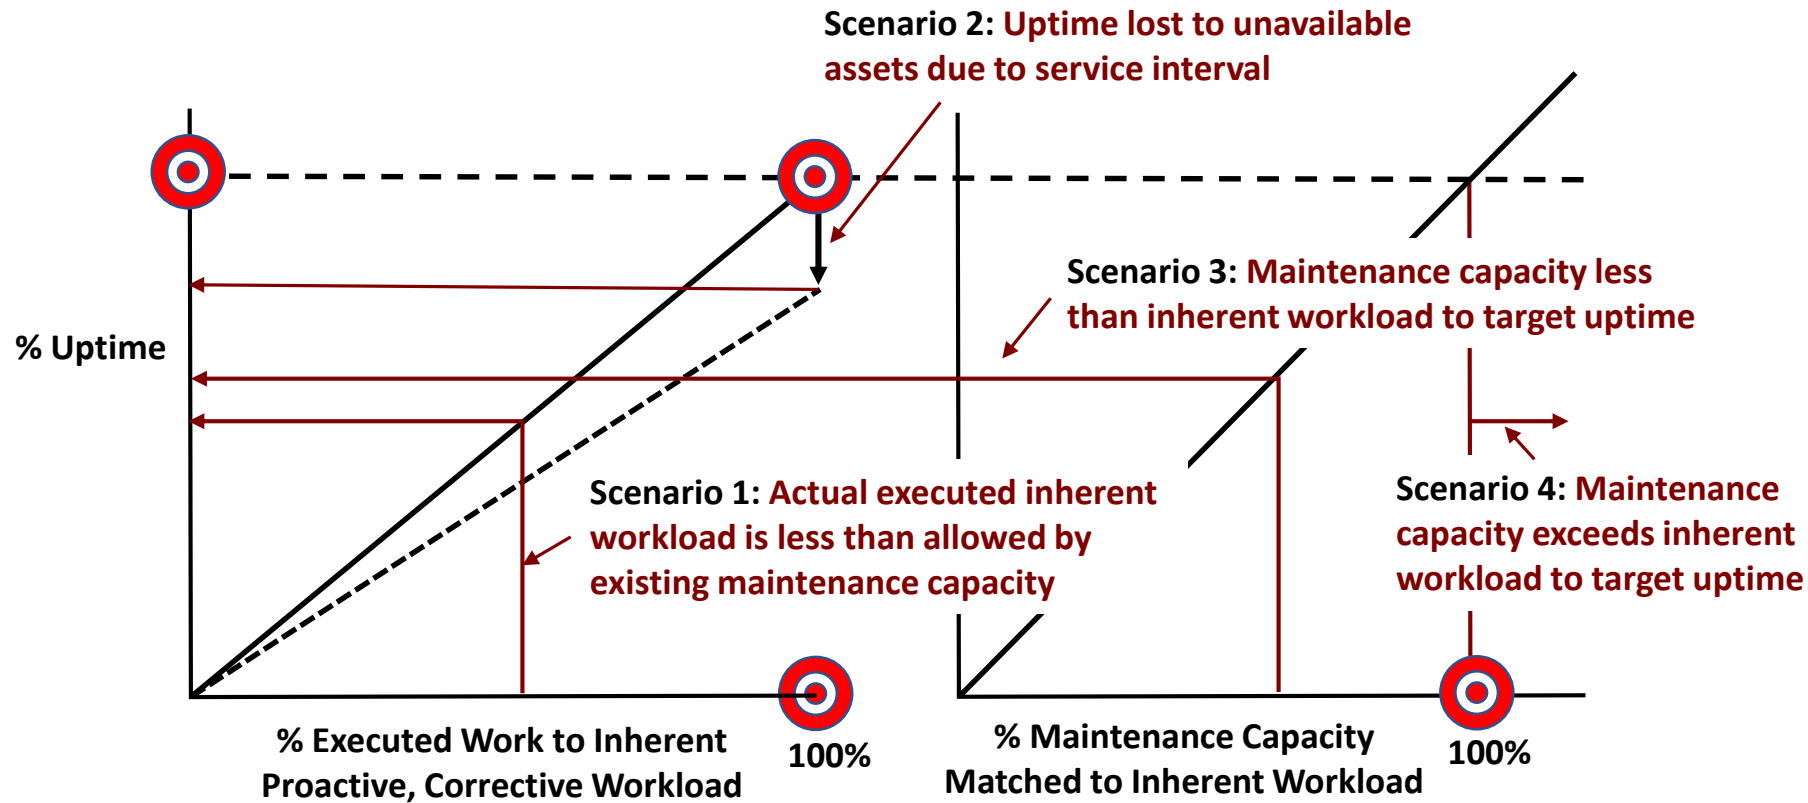 Scenario 2: Uptime lost to unavailable
assets due to service interval
Scenario 3: Maintenance capacity less
than inherent workload to target uptime
% Uptime
Scenario 1: Actual executed inherent
workload is less than allowed by
existing maintenance capacity
Scenario 4: Maintenance
capacity exceeds inherent
workload to target uptime
% Executed Work to Inherent
Proactive, Corrective Workload
100%
% Maintenance Capacity
Matched to Inherent Workload
100%